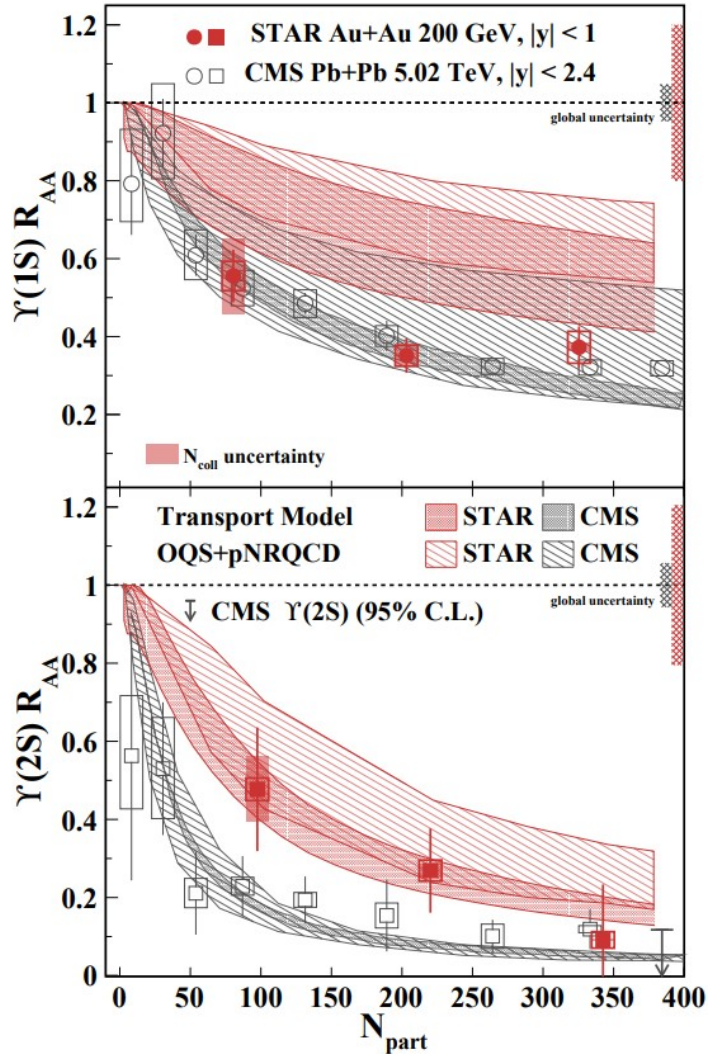 STAR Au+Au 200 GeV, |y| < 1
CMS Pb+Pb 5.02 TeV, |y| < 2.4
global uncertainty
N_coll uncertainty
ϒ(1S) R_AA
1.2
1
0.8
0.6
0.4
0.2
Transport Model STAR CMS
OQS+pNRQCD STAR CMS
global uncertainty
CMS ϒ(2S) (95% C.L.)
ϒ(2S) R_AA
1.2
1
0.8
0.6
0.4
0.2
0
0 50 100 150 200 250 300 350 400
N_part